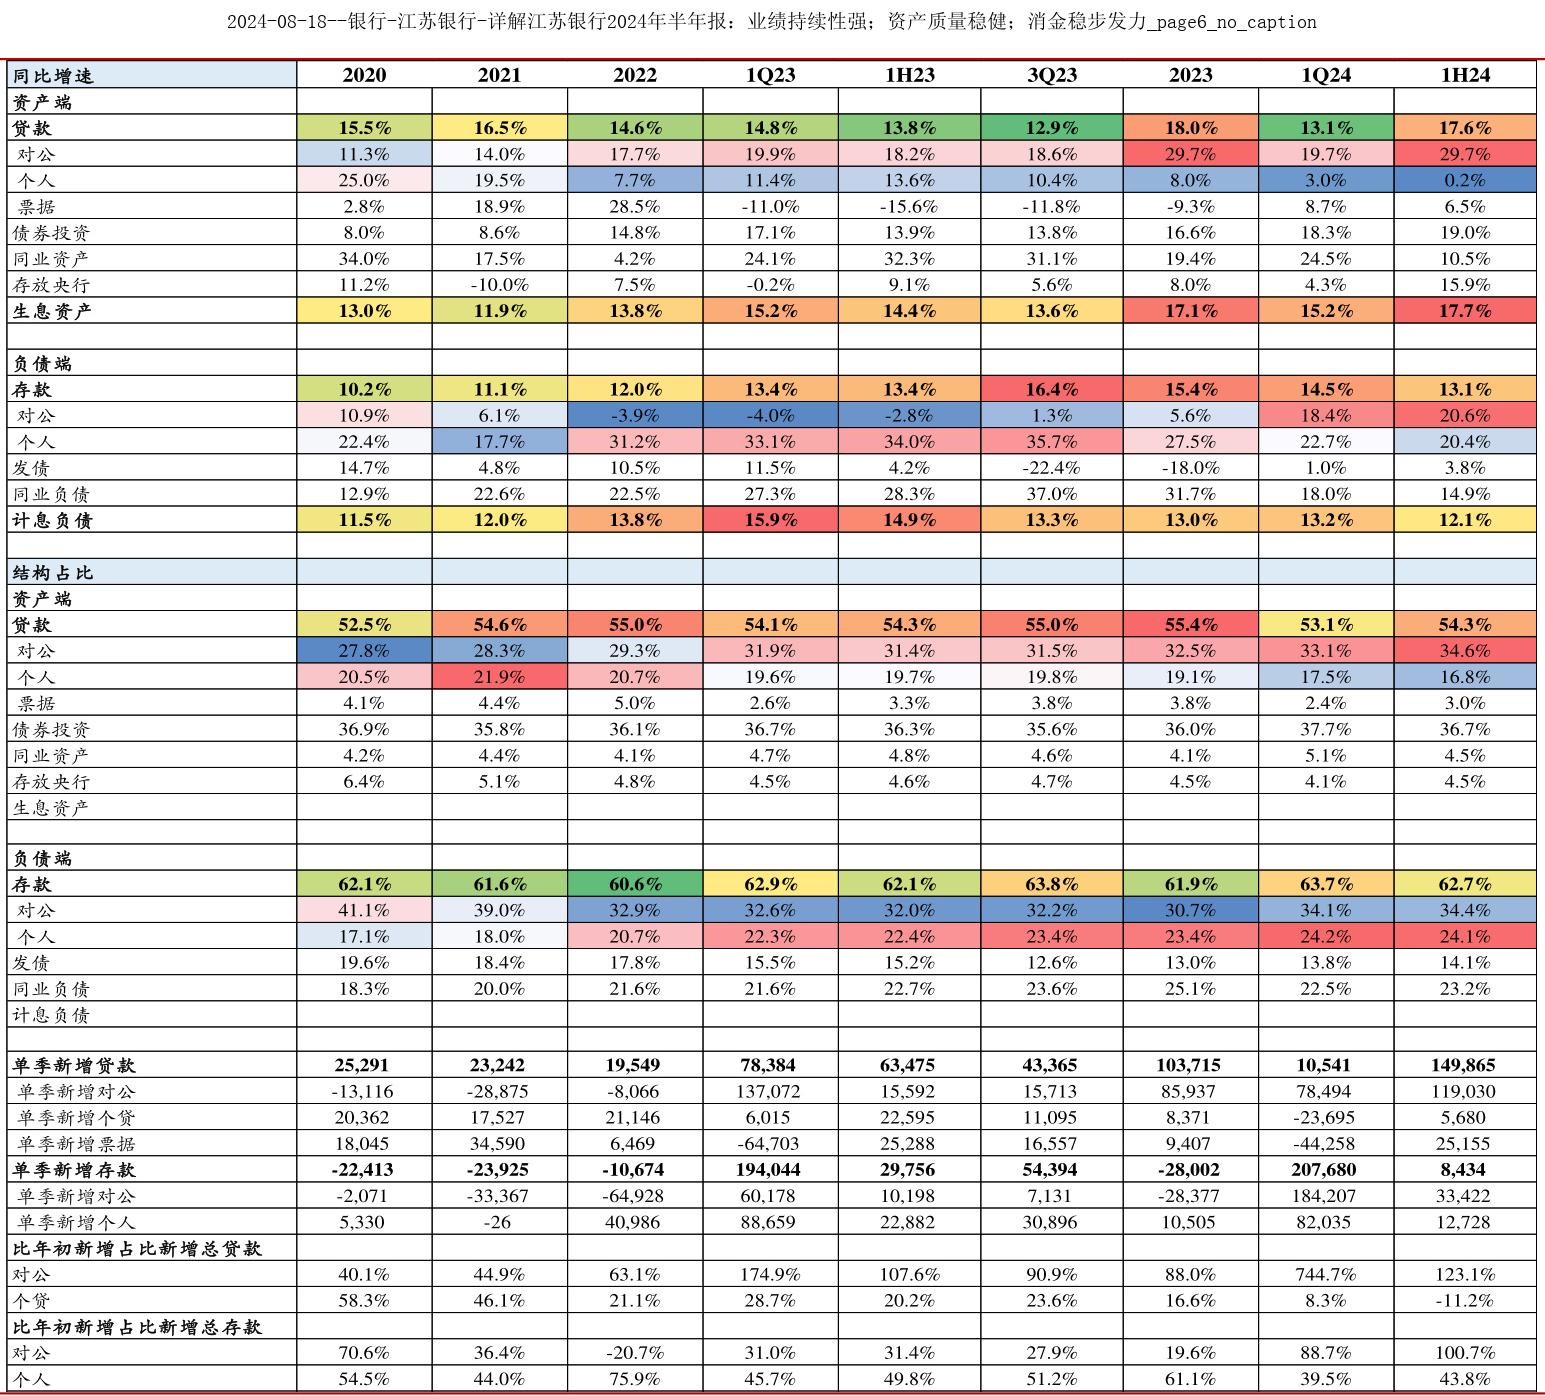 2024-08-18--银行-江苏银行-详解江苏银行2024年半年报：业绩持续性强；资产质量稳健；消金稳步发力_page6_no_caption
同比增速 2020 2021 2022 1Q23 1H23 3Q23 2023 1Q24 1H24
资产端
贷款 15.5% 16.5% 14.6% 14.8% 13.8% 12.9% 18.0% 13.1% 17.6%
对公 11.3% 14.0% 17.7% 19.9% 18.2% 18.6% 29.7% 19.7% 29.7%
个人 25.0% 19.5% 7.7% 11.4% 13.6% 10.4% 8.0% 3.0% 0.2%
票据 2.8% 18.9% 28.5% -11.0% -15.6% -11.8% -9.3% 8.7% 6.5%
债券投资 8.0% 8.6% 14.8% 17.1% 13.9% 13.8% 16.6% 18.3% 19.0%
同业资产 34.0% 17.5% 4.2% 24.1% 32.3% 31.1% 19.4% 24.5% 10.5%
存放央行 11.2% -10.0% 7.5% -0.2% 9.1% 5.6% 8.0% 4.3% 15.9%
生息资产 13.0% 11.9% 13.8% 15.2% 14.4% 13.6% 17.1% 15.2% 17.7%
负债端
存款 10.2% 11.1% 12.0% 13.4% 13.4% 16.4% 15.4% 14.5% 13.1%
对公 10.9% 6.1% -3.9% -4.0% -2.8% 1.3% 5.6% 18.4% 20.6%
个人 22.4% 17.7% 31.2% 33.1% 34.0% 35.7% 27.5% 22.7% 20.4%
发债 14.7% 4.8% 10.5% 11.5% 4.2% -22.4% -18.0% 1.0% 3.8%
同业负债 12.9% 22.6% 22.5% 27.3% 28.3% 37.0% 31.7% 18.0% 14.9%
计息负债 11.5% 12.0% 13.8% 15.9% 14.9% 13.3% 13.0% 13.2% 12.1%
结构占比
资产端
贷款 52.5% 54.6% 55.0% 54.1% 54.3% 55.0% 55.4% 53.1% 54.3%
对公 27.8% 28.3% 29.3% 31.9% 31.4% 31.5% 32.5% 33.1% 34.6%
个人 20.5% 21.9% 20.7% 19.6% 19.7% 19.8% 19.1% 17.5% 16.8%
票据 4.1% 4.4% 5.0% 2.6% 3.3% 3.8% 3.8% 2.4% 3.0%
债券投资 36.9% 35.8% 36.1% 36.7% 36.3% 35.6% 36.0% 37.7% 36.7%
同业资产 4.2% 4.4% 4.1% 4.7% 4.8% 4.6% 4.1% 5.1% 4.5%
存放央行 6.4% 5.1% 4.8% 4.5% 4.6% 4.7% 4.5% 4.1% 4.5%
生息资产
负债端
存款 62.1% 61.6% 60.6% 62.9% 62.1% 63.8% 61.9% 63.7% 62.7%
对公 41.1% 39.0% 32.9% 32.6% 32.0% 32.2% 30.7% 34.1% 34.4%
个人 17.1% 18.0% 20.7% 22.3% 22.4% 23.4% 23.4% 24.2% 24.1%
发债 19.6% 18.4% 17.8% 15.5% 15.2% 12.6% 13.0% 13.8% 14.1%
同业负债 18.3% 20.0% 21.6% 21.6% 22.7% 23.6% 25.1% 22.5% 23.2%
计息负债
单季新增贷款 25,291 23,242 19,549 78,384 63,475 43,365 103,715 10,541 149,865
单季新增对公 -13,116 -28,875 -8,066 137,072 15,592 15,713 85,937 78,494 119,030
单季新增个贷 20,362 17,527 21,146 6,015 22,595 11,095 8,371 -23,695 5,680
单季新增票据 18,045 34,590 6,469 -64,703 25,288 16,557 9,407 -44,258 25,155
单季新增存款 -22,413 -23,925 -10,674 194,044 29,756 54,394 -28,002 207,680 8,434
单季新增对公 -2,071 -33,367 -64,928 60,178 10,198 7,131 -28,377 184,207 33,422
单季新增个人 5,330 -26 40,986 88,659 22,882 30,896 10,505 82,035 12,728
比年初新增占比新增总贷款
对公 40.1% 44.9% 63.1% 174.9% 107.6% 90.9% 88.0% 744.7% 123.1%
个贷 58.3% 46.1% 21.1% 28.7% 20.2% 23.6% 16.6% 8.3% -11.2%
比年初新增占比新增总存款
对公 70.6% 36.4% -20.7% 31.0% 31.4% 27.9% 19.6% 88.7% 100.7%
个人 54.5% 44.0% 75.9% 45.7% 49.8% 51.2% 61.1% 39.5% 43.8%